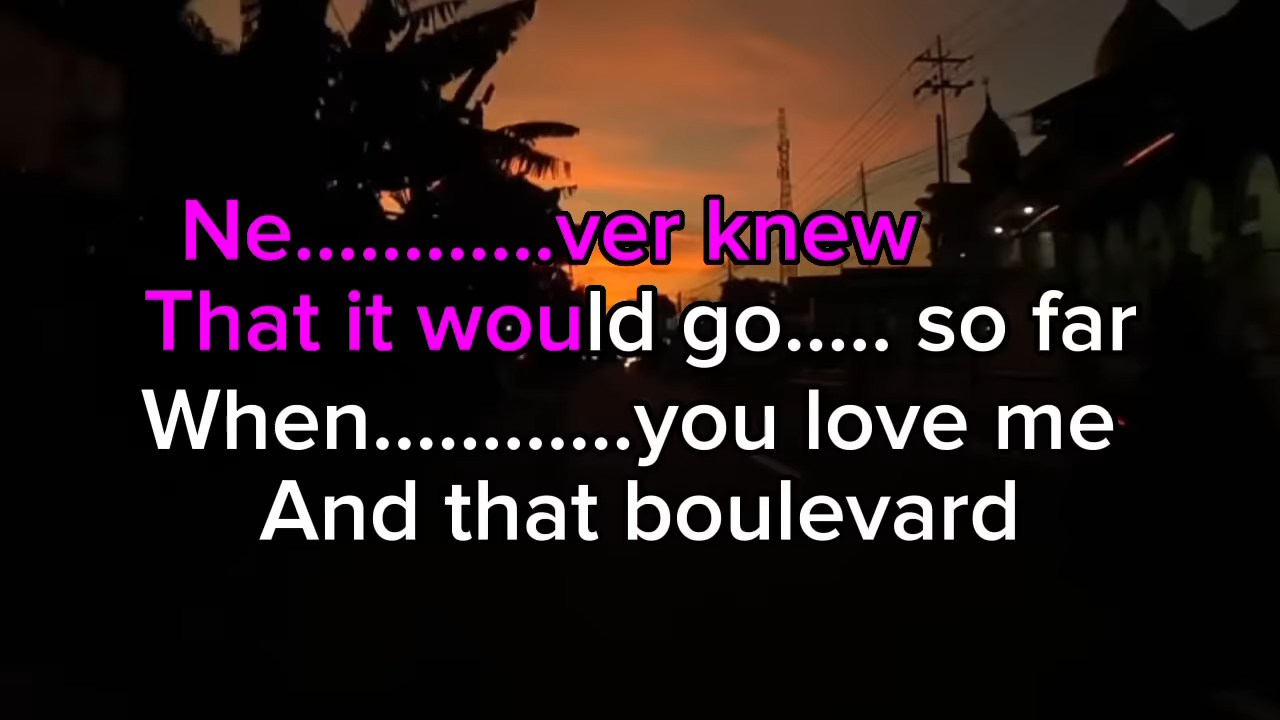 Ne............ver knew
That it would go..... so far
When............you love me
And that boulevard